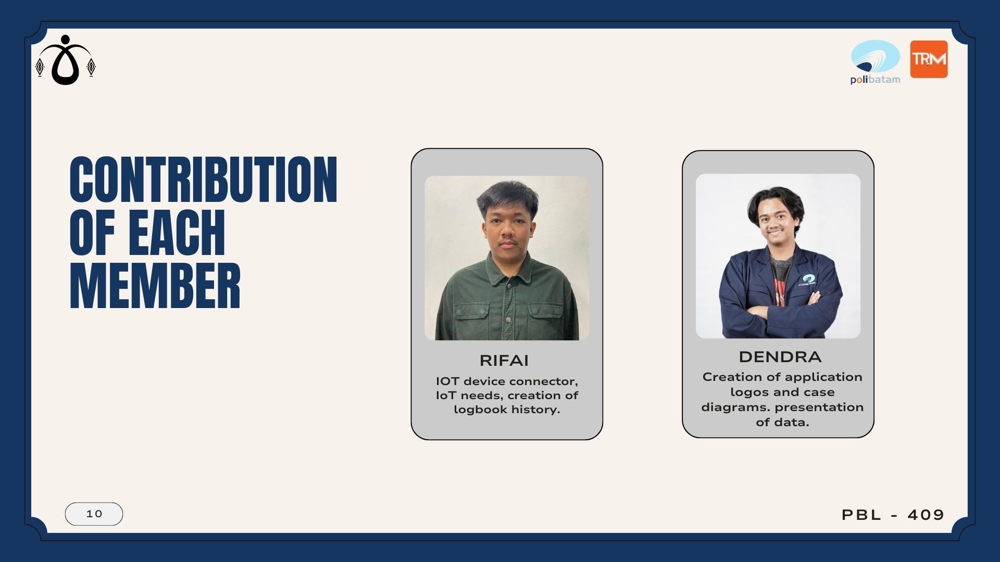 polibatam
TRM
CONTRIBUTION
OF EACH
MEMBER
RIFAI
IOT device connector,
IoT needs, creation of
logbook history.
DENDRA
Creation of application
logos and case
diagrams. presentation
of data.
10
PBL - 409